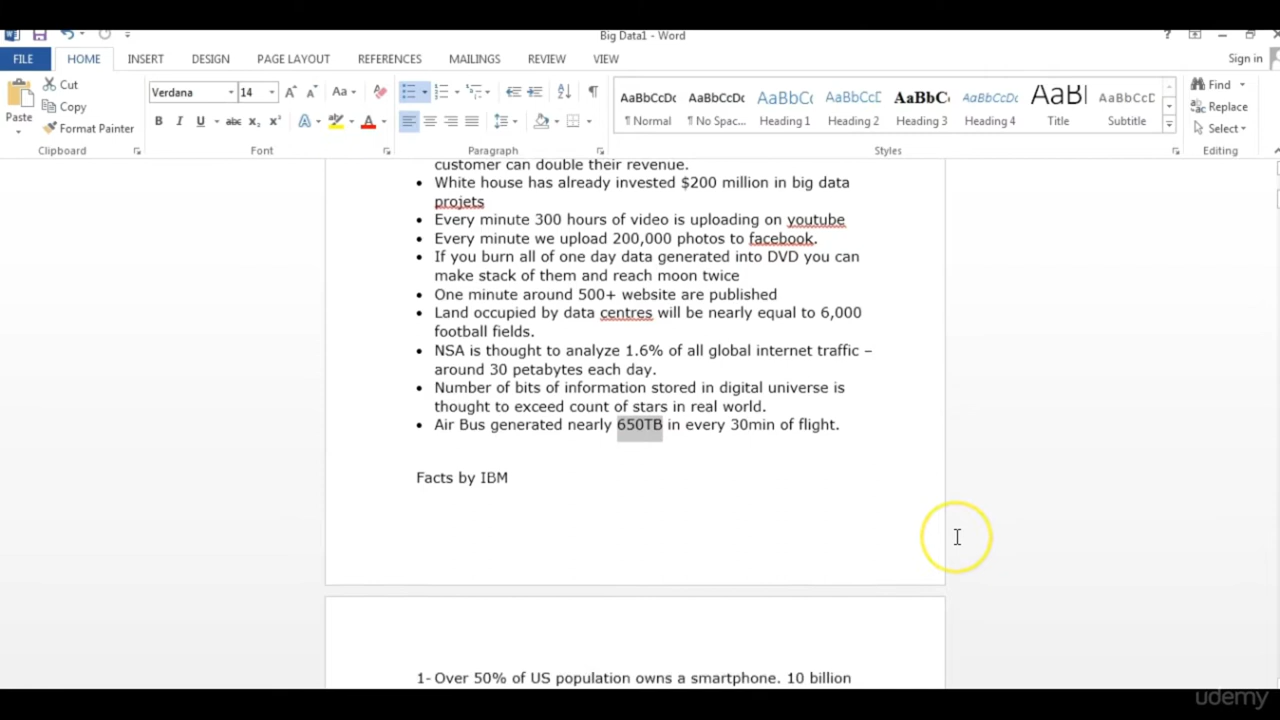 Big Data1 - Word
?
FILE HOME INSERT DESIGN PAGE LAYOUT REFERENCES MAILINGS REVIEW VIEW Sign in
Paste
Cut
Copy
Format Painter
Clipboard
Verdana 14 Aa
B I U abc x₂ x² A A
Font
Paragraph
AaBbCcDc AaBbCcDc AaBbC AaBbCcD AaBbC AaBbCcDc AaBl AaBbCcD
¶ Normal ¶ No Spac... Heading 1 Heading 2 Heading 3 Heading 4 Title Subtitle
Styles
Find
Replace
Select
Editing
customer can double their revenue.
• White house has already invested $200 million in big data
projets
• Every minute 300 hours of video is uploading on youtube
• Every minute we upload 200,000 photos to facebook.
• If you burn all of one day data generated into DVD you can
make stack of them and reach moon twice
• One minute around 500+ website are published
• Land occupied by data centres will be nearly equal to 6,000
football fields.
• NSA is thought to analyze 1.6% of all global internet traffic –
around 30 petabytes each day.
• Number of bits of information stored in digital universe is
thought to exceed count of stars in real world.
• Air Bus generated nearly 650TB in every 30min of flight.
Facts by IBM
1- Over 50% of US population owns a smartphone. 10 billion
udemy